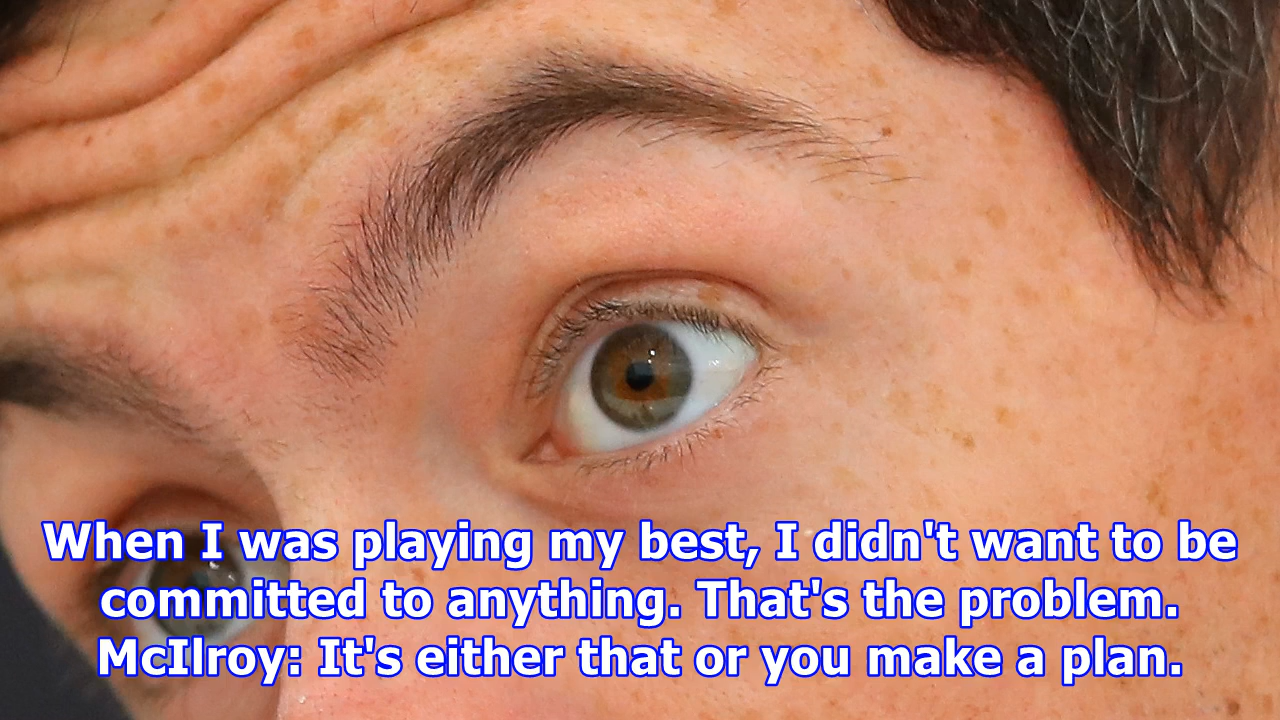 When I was playing my best, I didn't want to be
committed to anything. That's the problem.
McIlroy: It's either that or you make a plan.